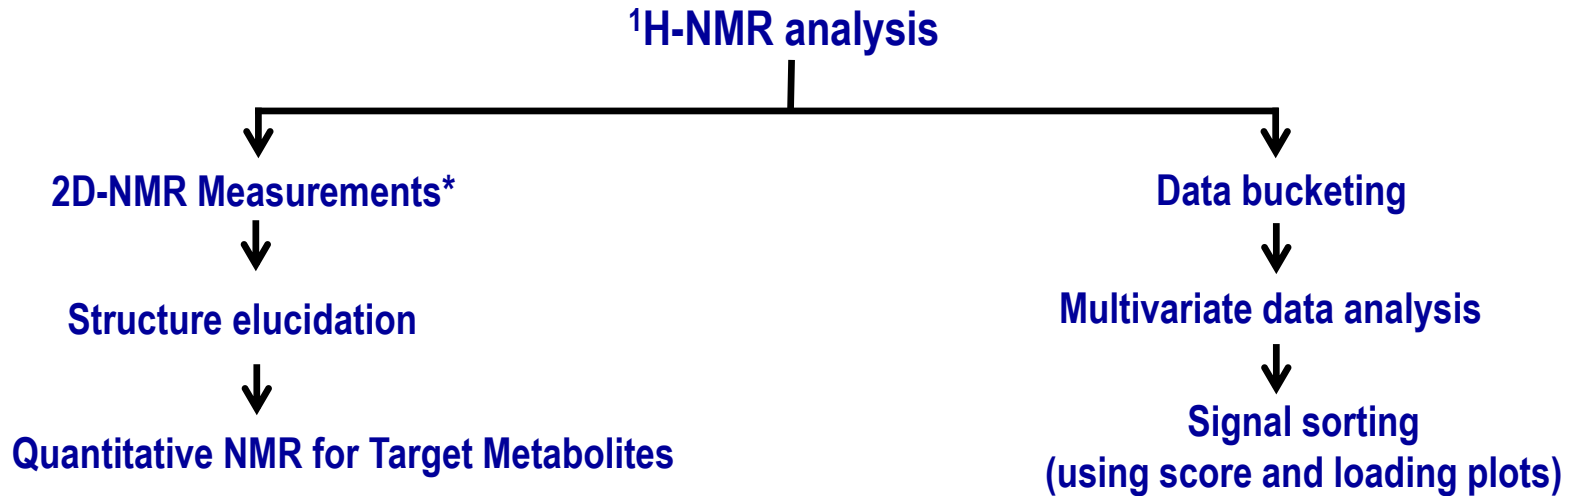 ¹H-NMR analysis
2D-NMR Measurements*
Data bucketing
Structure elucidation
Multivariate data analysis
Quantitative NMR for Target Metabolites
Signal sorting
(using score and loading plots)